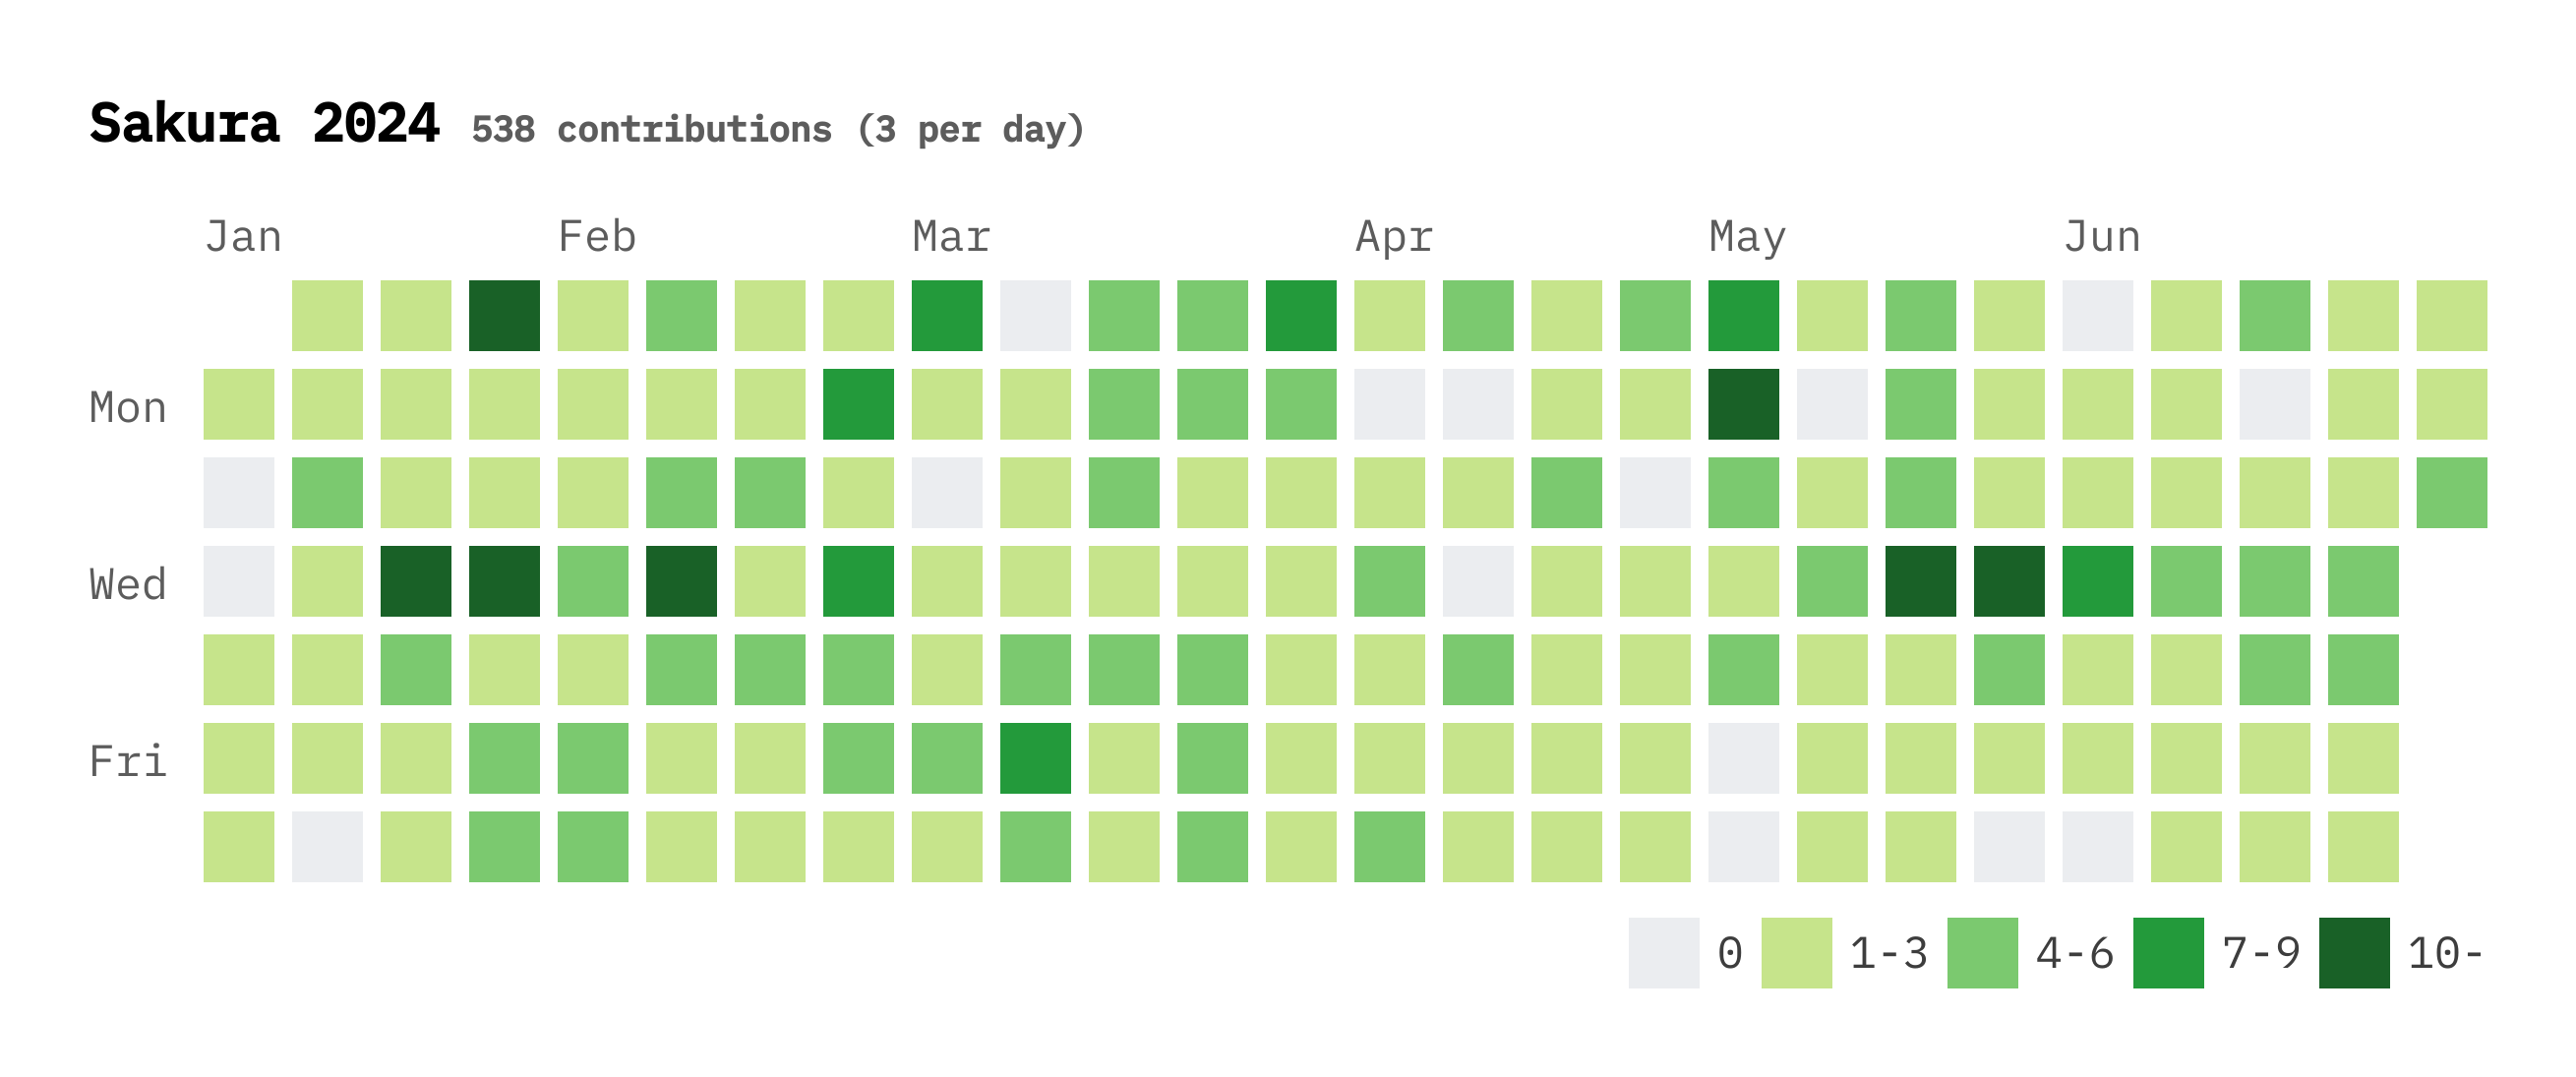 Sakura 2024 538 contributions (3 per day)
Jan Feb Mar Apr May Jun
Mon
Wed
Fri
0 1-3 4-6 7-9 10-